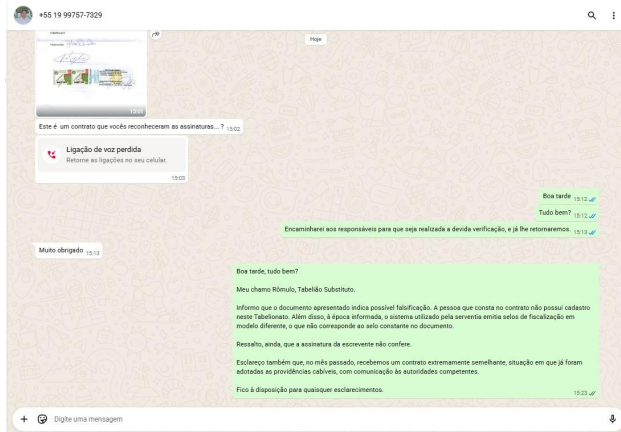 +55 19 99757-7329
Hoje
15:01
Este é um contrato que vocês reconheceram as assinaturas... ? 15:02
Ligação de voz perdida
Retorne as ligações no seu celular.
15:03
Boa tarde 15:12
Tudo bem? 15:12
Encaminharei aos responsáveis para que seja realizada a devida verificação, e já lhe retornaremos. 15:13
Muito obrigado 15:13
Boa tarde, tudo bem?
Meu chamo Rômulo, Tabelião Substituto.
Informo que o documento apresentado indica possível falsificação. A pessoa que consta no contrato não possui cadastro
neste Tabelionato. Além disso, à época informada, o sistema utilizado pela serventia emitia selos de fiscalização em
modelo diferente, o que não corresponde ao selo constante no documento.
Ressalto, ainda, que a assinatura da escrevente não confere.
Esclareço também que, no mês passado, recebemos um contrato extremamente semelhante, situação em que já foram
adotadas as providências cabíveis, com comunicação às autoridades competentes.
Fico à disposição para quaisquer esclarecimentos.
15:23
Digite uma mensagem